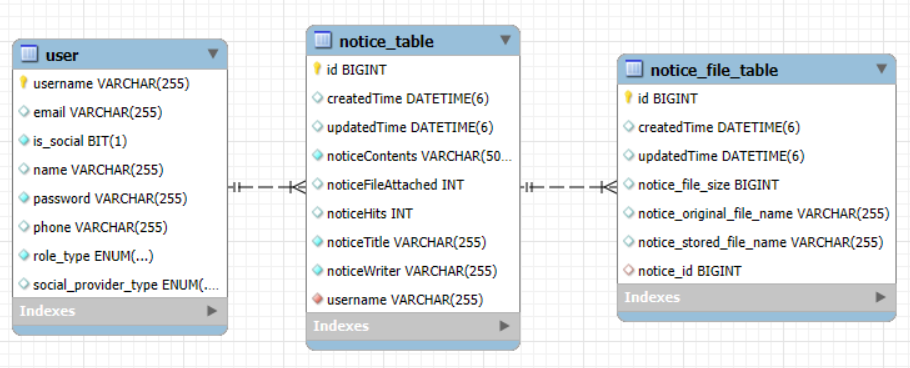 user
username VARCHAR(255)
email VARCHAR(255)
is_social BIT(1)
name VARCHAR(255)
password VARCHAR(255)
phone VARCHAR(255)
role_type ENUM(...)
social_provider_type ENUM(....
Indexes
notice_table
id BIGINT
createdTime DATETIME(6)
updatedTime DATETIME(6)
noticeContents VARCHAR(50...
noticeFileAttached INT
noticeHits INT
noticeTitle VARCHAR(255)
noticeWriter VARCHAR(255)
username VARCHAR(255)
Indexes
notice_file_table
id BIGINT
createdTime DATETIME(6)
updatedTime DATETIME(6)
notice_file_size BIGINT
notice_original_file_name VARCHAR(255)
notice_stored_file_name VARCHAR(255)
notice_id BIGINT
Indexes